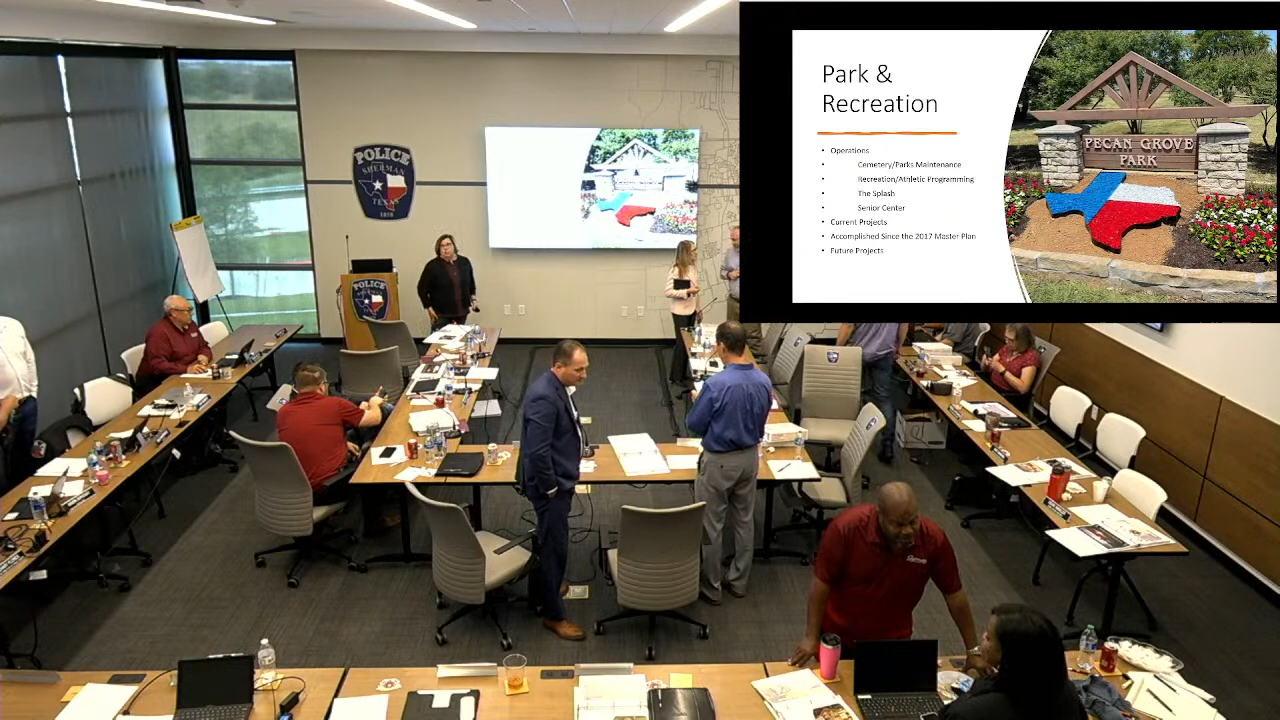 POLICE
SHERMAN
TEXAS
1858
Park &
Recreation
• Operations
• Cemetery/Parks Maintenance
• Recreation/Athletic Programming
• The Splash
• Senior Center
• Current Projects
• Accomplished Since the 2017 Master Plan
• Future Projects
PECAN GROVE
PARK